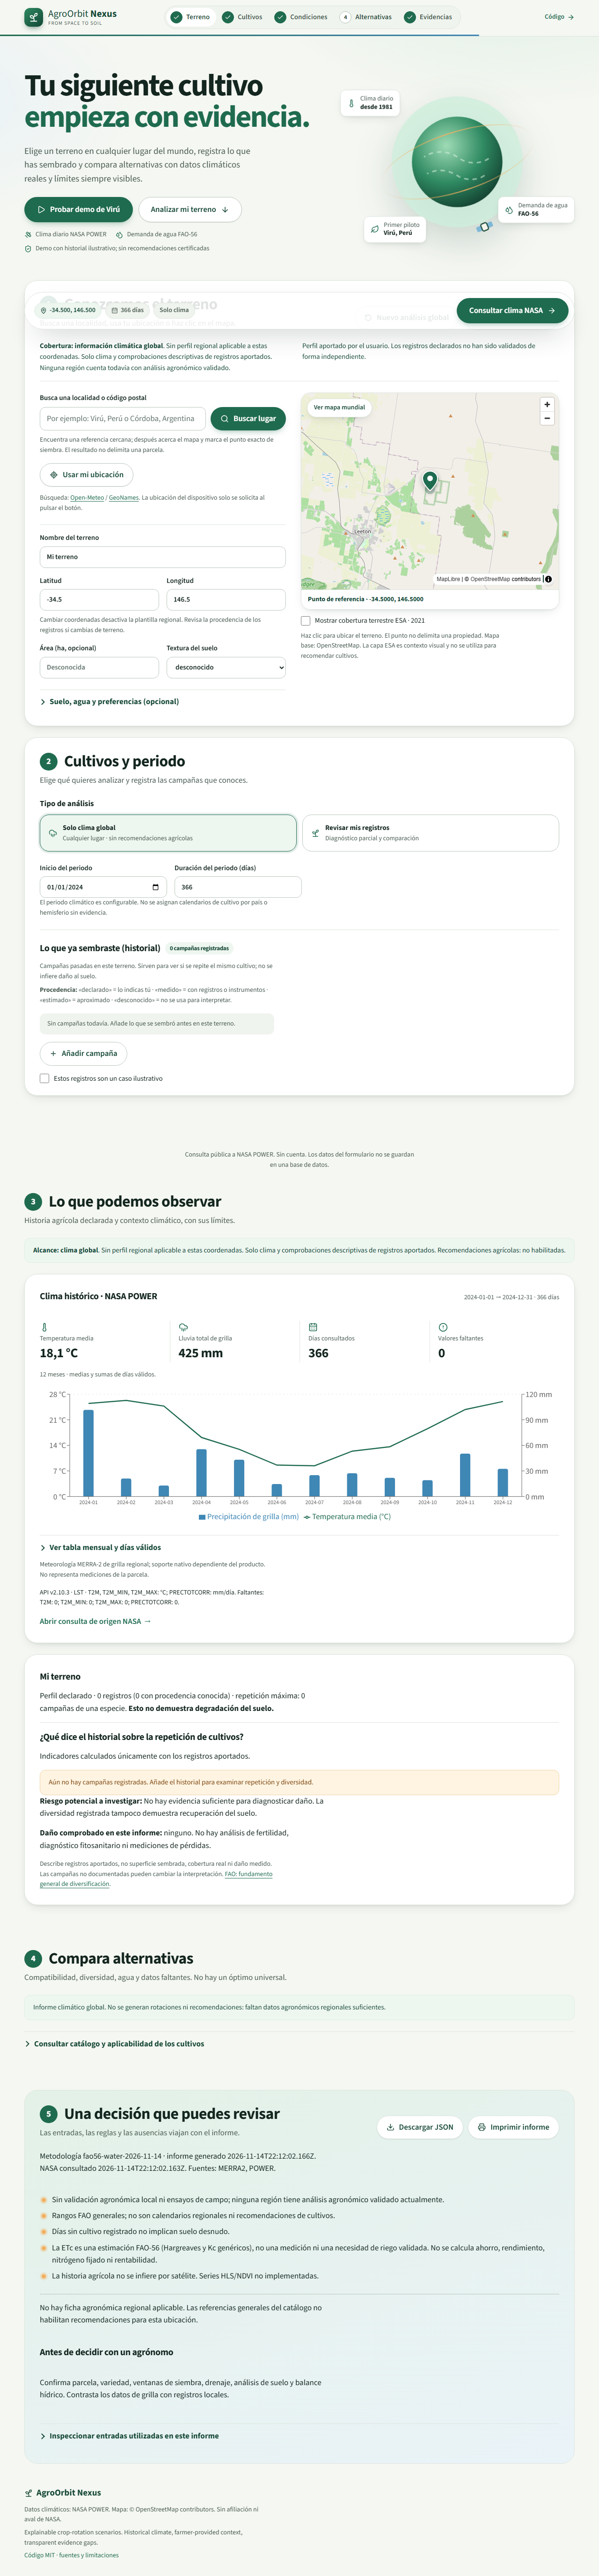 AgroOrbit Nexus
FROM SPACE TO SOIL
Terreno
Cultivos
Condiciones
4 Alternativas
Evidencias
Código →
Tu siguiente cultivo
empieza con evidencia.
Elige un terreno en cualquier lugar del mundo, registra lo que
has sembrado y compara alternativas con datos climáticos
reales y límites siempre visibles.
Probar demo de Virú
Analizar mi terreno
Clima diario NASA POWER
Demanda de agua FAO-56
Demo con historial ilustrativo; sin recomendaciones certificadas
Clima diario
desde 1981
Demanda de agua
FAO-56
Primer piloto
Virú, Perú
-34.500, 146.500
366 días
Solo clima
Nuevo análisis global
Consultar clima NASA →
Cobertura: información climática global. Sin perfil regional aplicable a estas
coordenadas. Solo clima y comprobaciones descriptivas de registros aportados.
Ninguna región cuenta todavía con análisis agronómico validado.
Perfil aportado por el usuario. Los registros declarados no han sido validados de
forma independiente.
Busca una localidad o código postal
Por ejemplo: Virú, Perú o Córdoba, Argentina
Buscar lugar
Encuentra una referencia cercana; después acerca el mapa y marca el punto exacto de
siembra. El resultado no delimita una parcela.
Usar mi ubicación
Búsqueda: Open-Meteo / GeoNames. La ubicación del dispositivo solo se solicita al
pulsar el botón.
Nombre del terreno
Mi terreno
Latitud
Longitud
-34.5
146.5
Cambiar coordenadas desactiva la plantilla regional. Revisa la procedencia de los
registros si cambias de terreno.
Área (ha, opcional)
Textura del suelo
Desconocida
desconocido
Suelo, agua y preferencias (opcional)
Ver mapa mundial
+
−
Leeton
MapLibre | © OpenStreetMap contributors
Punto de referencia · -34.5000, 146.5000
Mostrar cobertura terrestre ESA · 2021
Haz clic para ubicar el terreno. El punto no delimita una propiedad. Mapa
base: OpenStreetMap. La capa ESA es contexto visual y no se utiliza para
recomendar cultivos.
2 Cultivos y periodo
Elige qué quieres analizar y registra las campañas que conoces.
Tipo de análisis
Solo clima global
Cualquier lugar · sin recomendaciones agrícolas
Revisar mis registros
Diagnóstico parcial y comparación
Inicio del periodo
Duración del periodo (días)
01/01/2024
366
El periodo climático es configurable. No se asignan calendarios de cultivo por país o
hemisferio sin evidencia.
Lo que ya sembraste (historial)
0 campañas registradas
Campañas pasadas en este terreno. Sirven para ver si se repite el mismo cultivo; no se
infiere daño al suelo.
Procedencia: «declarado» = lo indicas tú · «medido» = con registros o instrumentos ·
«estimado» = aproximado · «desconocido» = no se usa para interpretar.
Sin campañas todavía. Añade lo que se sembró antes en este terreno.
+ Añadir campaña
Estos registros son un caso ilustrativo
Consulta pública a NASA POWER. Sin cuenta. Los datos del formulario no se guardan
en una base de datos.
3 Lo que podemos observar
Historia agrícola declarada y contexto climático, con sus límites.
Alcance: clima global. Sin perfil regional aplicable a estas coordenadas. Solo clima y comprobaciones descriptivas de registros aportados. Recomendaciones agrícolas: no habilitadas.
Clima histórico · NASA POWER
2024-01-01 → 2024-12-31 · 366 días
Temperatura media
18,1 °C
Lluvia total de grilla
425 mm
Días consultados
366
Valores faltantes
0
12 meses · medias y sumas de días válidos.
28 °C
21 °C
14 °C
7 °C
0 °C
120 mm
90 mm
60 mm
30 mm
0 mm
2024-01
2024-02
2024-03
2024-04
2024-05
2024-06
2024-07
2024-08
2024-09
2024-10
2024-11
2024-12
Precipitación de grilla (mm)
Temperatura media (°C)
Ver tabla mensual y días válidos
Meteorología MERRA-2 de grilla regional; soporte nativo dependiente del producto.
No representa mediciones de la parcela.
API v2.10.3 · LST · T2M, T2M_MIN, T2M_MAX: °C; PRECTOTCORR: mm/día. Faltantes:
T2M: 0; T2M_MIN: 0; T2M_MAX: 0; PRECTOTCORR: 0.
Abrir consulta de origen NASA →
Mi terreno
Perfil declarado · 0 registros (0 con procedencia conocida) · repetición máxima: 0
campañas de una especie. Esto no demuestra degradación del suelo.
¿Qué dice el historial sobre la repetición de cultivos?
Indicadores calculados únicamente con los registros aportados.
Aún no hay campañas registradas. Añade el historial para examinar repetición y diversidad.
Riesgo potencial a investigar: No hay evidencia suficiente para diagnosticar daño. La
diversidad registrada tampoco demuestra recuperación del suelo.
Daño comprobado en este informe: ninguno. No hay análisis de fertilidad,
diagnóstico fitosanitario ni mediciones de pérdidas.
Describe registros aportados, no superficie sembrada, cobertura real ni daño medido.
Las campañas no documentadas pueden cambiar la interpretación. FAO: fundamento
general de diversificación.
4 Compara alternativas
Compatibilidad, diversidad, agua y datos faltantes. No hay un óptimo universal.
Informe climático global. No se generan rotaciones ni recomendaciones: faltan datos agronómicos regionales suficientes.
Consultar catálogo y aplicabilidad de los cultivos
5 Una decisión que puedes revisar
Las entradas, las reglas y las ausencias viajan con el informe.
Descargar JSON
Imprimir informe
Metodología fao56-water-2026-11-14 · informe generado 2026-11-14T22:12:02.166Z.
NASA consultado 2026-11-14T22:12:02.163Z. Fuentes: MERRA2, POWER.
Sin validación agronómica local ni ensayos de campo; ninguna región tiene análisis agronómico validado actualmente.
Rangos FAO generales; no son calendarios regionales ni recomendaciones de cultivos.
Días sin cultivo registrado no implican suelo desnudo.
La ETc es una estimación FAO-56 (Hargreaves y Kc genéricos), no una medición ni una necesidad de riego validada. No se calcula ahorro, rendimiento,
nitrógeno fijado ni rentabilidad.
La historia agrícola no se infiere por satélite. Series HLS/NDVI no implementadas.
No hay ficha agronómica regional aplicable. Las referencias generales del catálogo no
habilitan recomendaciones para esta ubicación.
Antes de decidir con un agrónomo
Confirma parcela, variedad, ventanas de siembra, drenaje, análisis de suelo y balance
hídrico. Contrasta los datos de grilla con registros locales.
Inspeccionar entradas utilizadas en este informe
AgroOrbit Nexus
Datos climáticos: NASA POWER. Mapa: © OpenStreetMap contributors. Sin afiliación ni
aval de NASA.
Explainable crop-rotation scenarios. Historical climate, farmer-provided context,
transparent evidence gaps.
Código MIT · fuentes y limitaciones